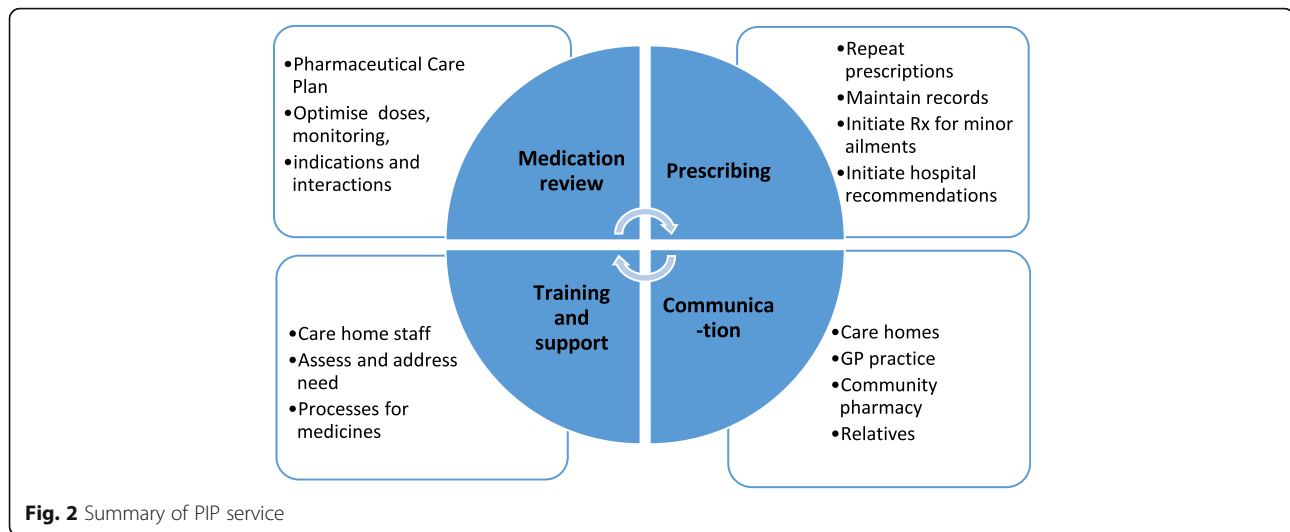 •Pharmaceutical Care
Plan
•Optimise doses,
monitoring,
•indications and
interactions
Medication
review
Prescribing
•Repeat
prescriptions
•Maintain records
•Initiate Rx for minor
ailments
•Initiate hospital
recommendations
•Care home staff
•Assess and address
need
•Processes for
medicines
Training
and
support
Communica
-tion
•Care homes
•GP practice
•Community
pharmacy
•Relatives
Fig. 2 Summary of PIP service